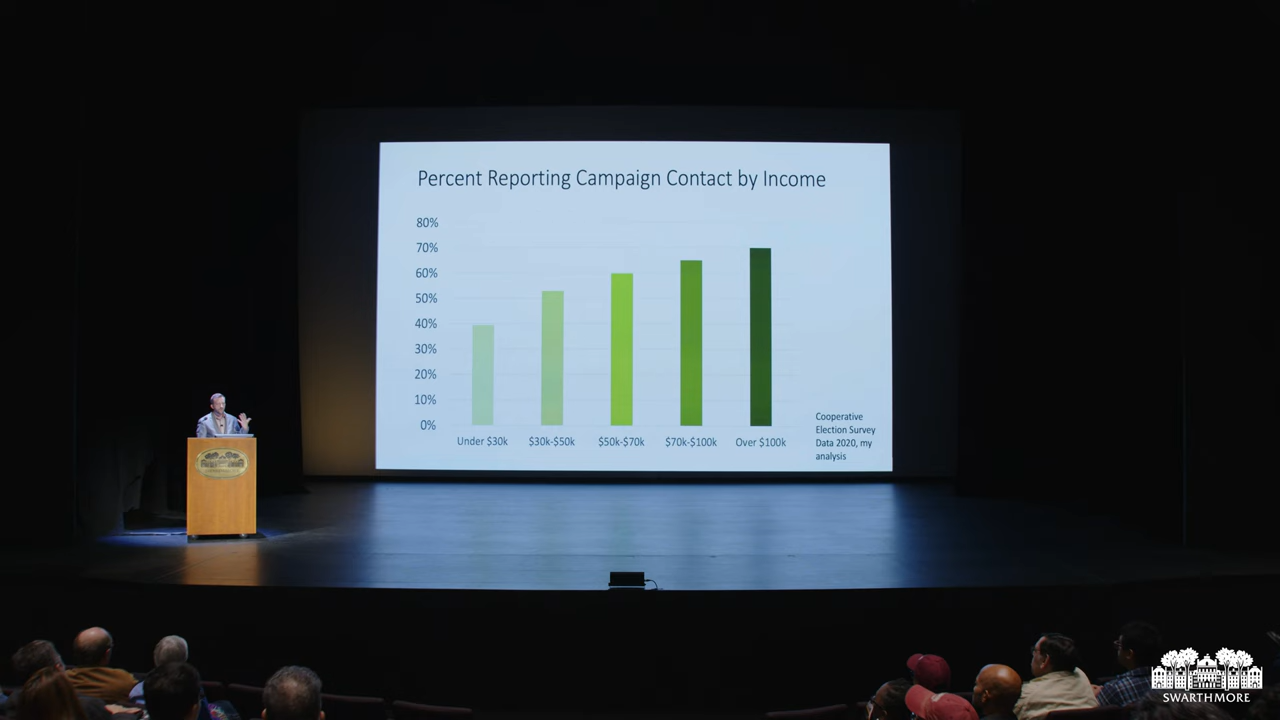 Percent Reporting Campaign Contact by Income
80%
70%
60%
50%
40%
30%
20%
10%
0%
Under $30k $30k-$50k $50k-$70k $70k-$100k Over $100k
Cooperative
Election Survey
Data 2020, my
analysis
SWARTHMORE